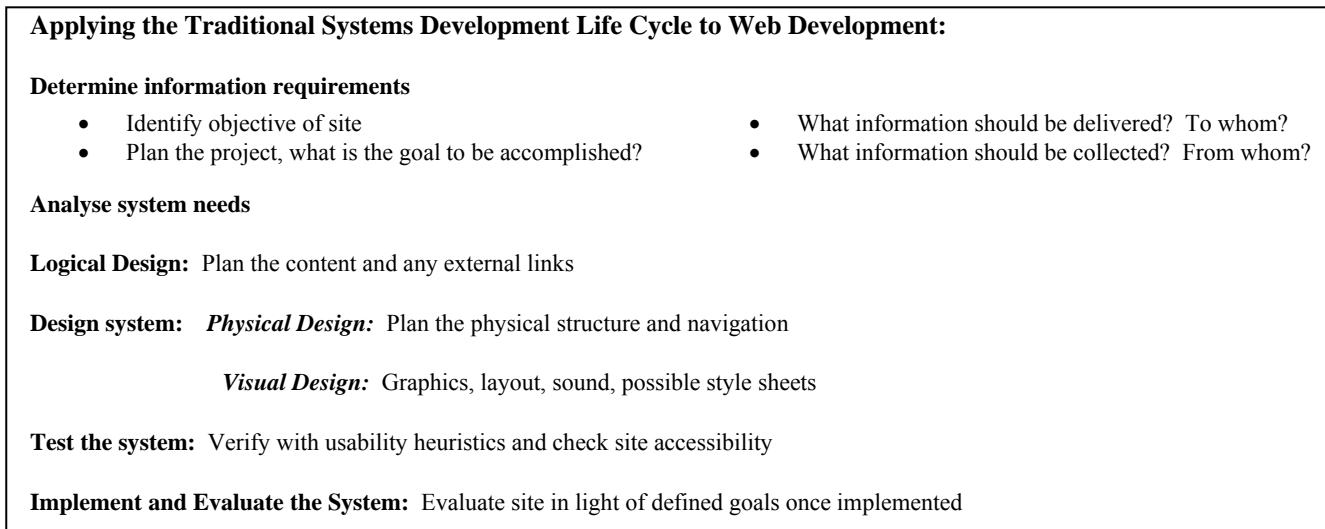 Applying the Traditional Systems Development Life Cycle to Web Development:
Determine information requirements
• Identify objective of site
• Plan the project, what is the goal to be accomplished?
• What information should be delivered? To whom?
• What information should be collected? From whom?
Analyse system needs
Logical Design: Plan the content and any external links
Design system: Physical Design: Plan the physical structure and navigation
Visual Design: Graphics, layout, sound, possible style sheets
Test the system: Verify with usability heuristics and check site accessibility
Implement and Evaluate the System: Evaluate site in light of defined goals once implemented